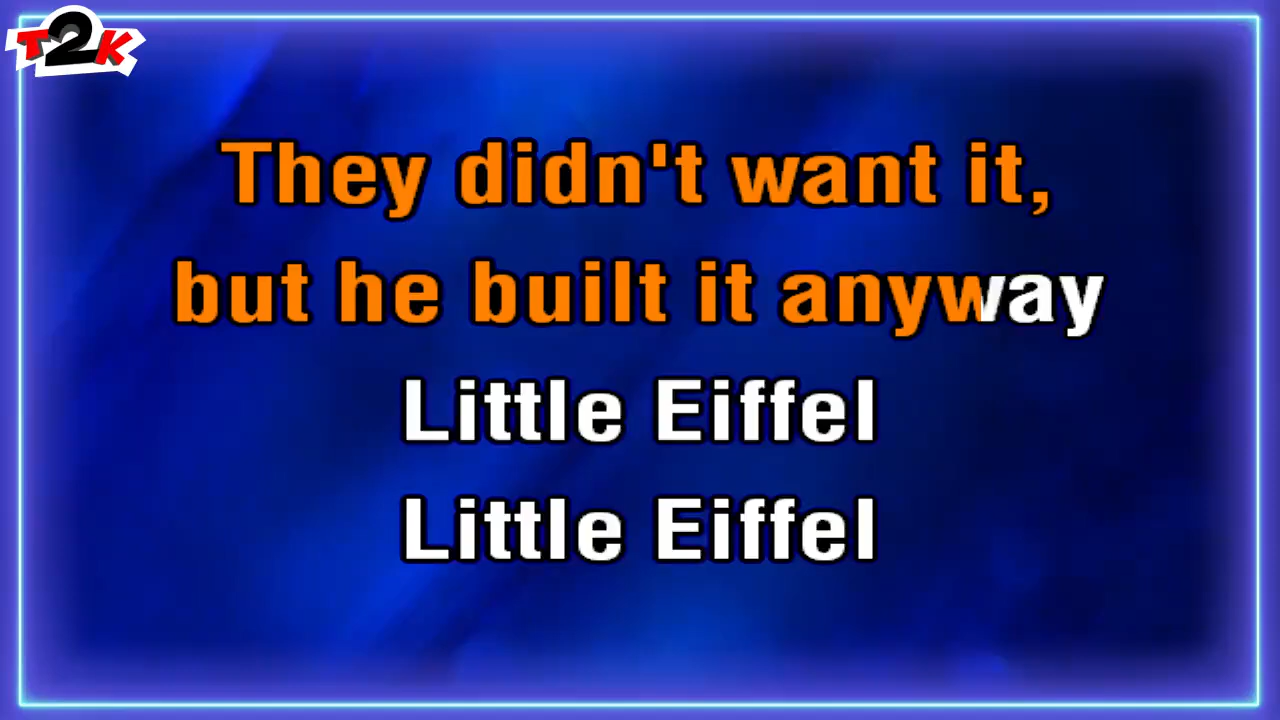 T2K
They didn't want it,
but he built it anyway
Little Eiffel
Little Eiffel